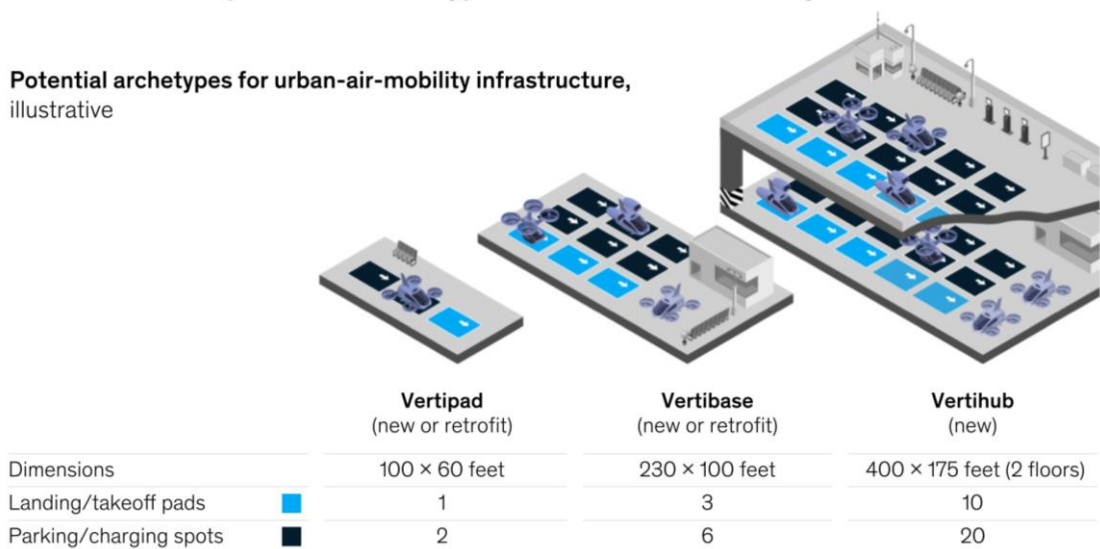 Potential archetypes for urban-air-mobility infrastructure,
illustrative
Vertipad
(new or retrofit)
Vertibase
(new or retrofit)
Vertihub
(new)
Dimensions 100 × 60 feet 230 × 100 feet 400 × 175 feet (2 floors)
Landing/takeoff pads 1 3 10
Parking/charging spots 2 6 20